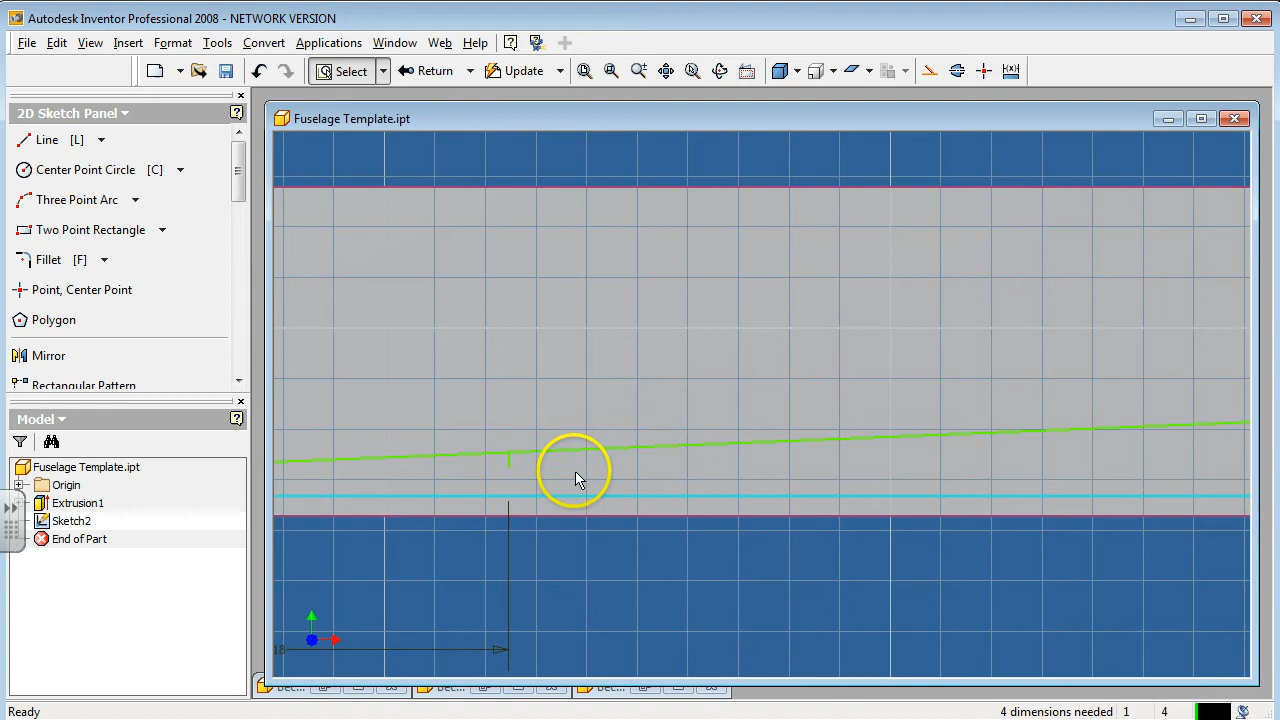 Autodesk Inventor Professional 2008 - NETWORK VERSION
File Edit View Insert Format Tools Convert Applications Window Web Help
Select Return Update
2D Sketch Panel
Line [L]
Center Point Circle [C]
Three Point Arc
Two Point Rectangle
Fillet [F]
Point, Center Point
Polygon
Mirror
Rectangular Pattern
Model
Fuselage Template.ipt
Origin
Extrusion1
Sketch2
End of Part
Fuselage Template.ipt
18
Ready
4 dimensions needed 1 4